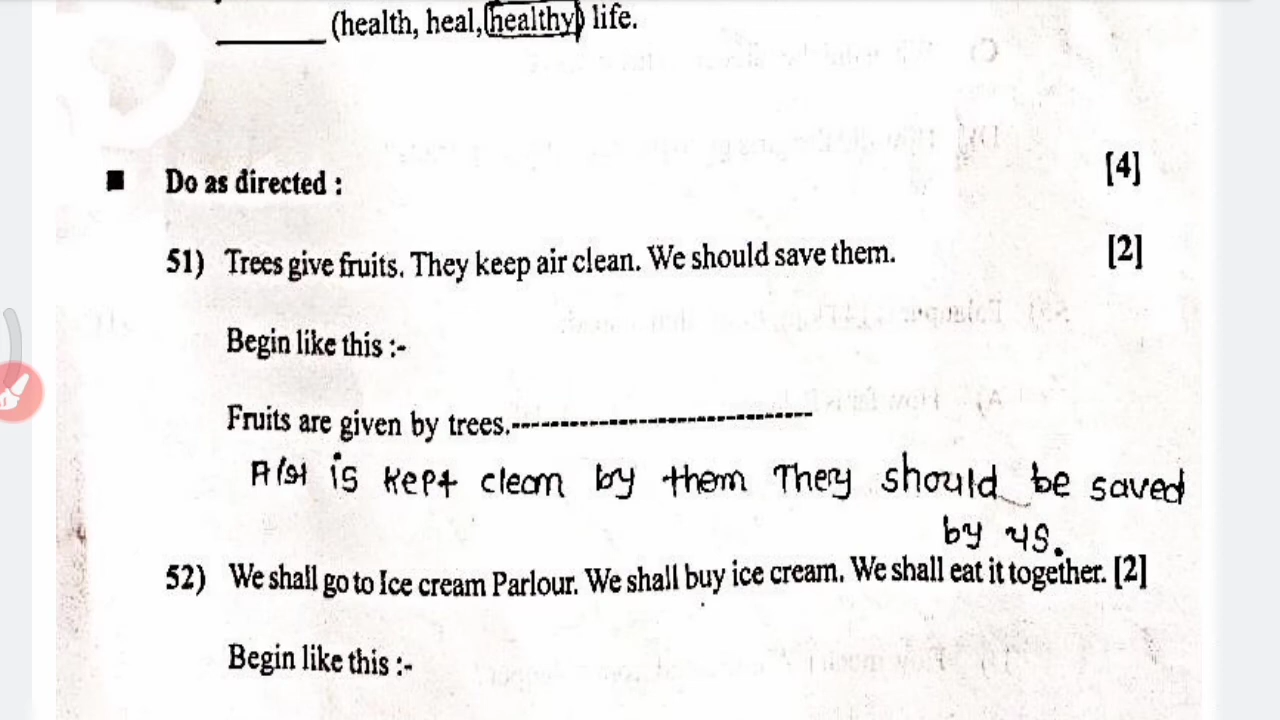 ______ (health, heal, healthy) life.
Do as directed : [4]
51) Trees give fruits. They keep air clean. We should save them. [2]
Begin like this :-
Fruits are given by trees.------------------------------
Air is kept clean by them They should be saved
by us.
52) We shall go to Ice cream Parlour. We shall buy ice cream. We shall eat it together. [2]
Begin like this :-